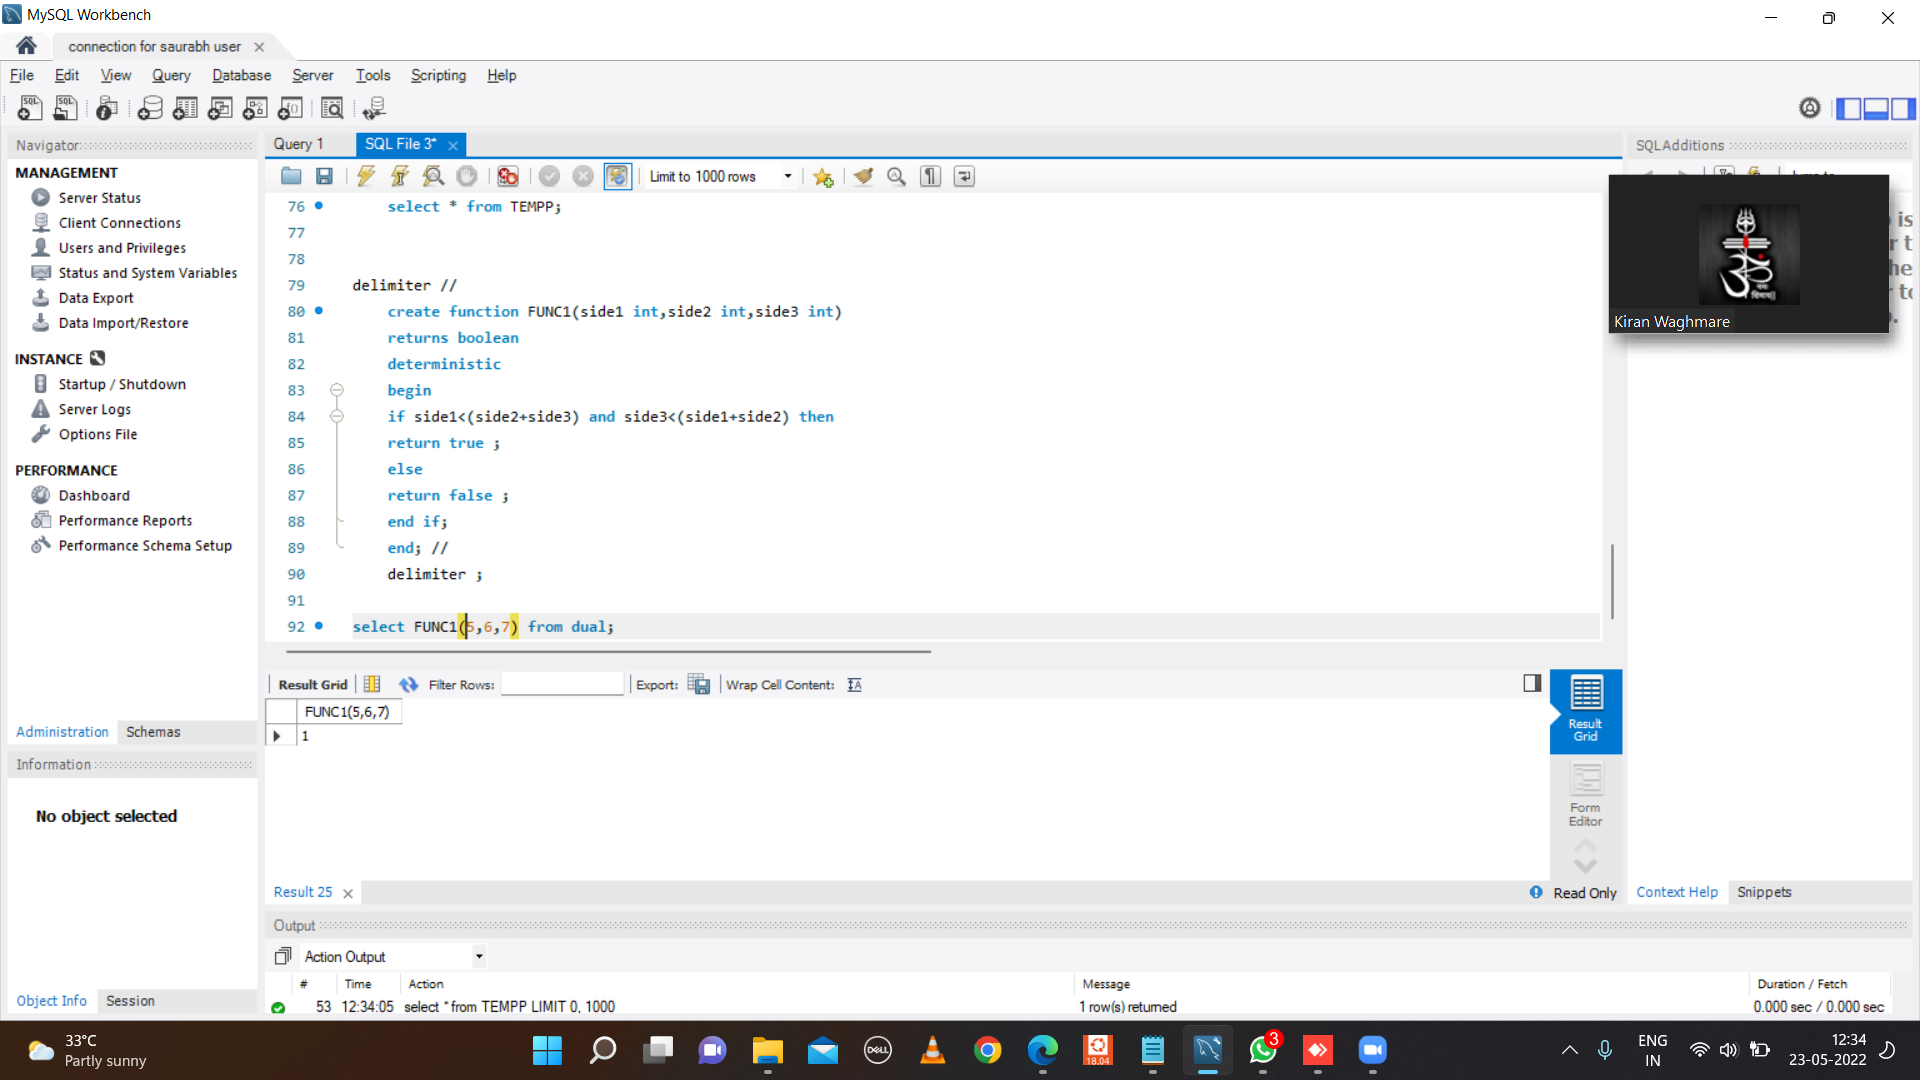 MySQL Workbench
connection for saurabh user
File Edit View Query Database Server Tools Scripting Help
Navigator
MANAGEMENT
Server Status
Client Connections
Users and Privileges
Status and System Variables
Data Export
Data Import/Restore
INSTANCE
Startup / Shutdown
Server Logs
Options File
PERFORMANCE
Dashboard
Performance Reports
Performance Schema Setup
Administration Schemas
Information
No object selected
Object Info Session
Query 1 SQL File 3*
Limit to 1000 rows
76 select * from TEMPP;
77
78
79 delimiter //
80 create function FUNC1(side1 int,side2 int,side3 int)
81 returns boolean
82 deterministic
83 begin
84 if side1<(side2+side3) and side3<(side1+side2) then
85 return true ;
86 else
87 return false ;
88 end if;
89 end; //
90 delimiter ;
91
92 select FUNC1(5,6,7) from dual;
Result Grid Filter Rows: Export: Wrap Cell Content:
FUNC1(5,6,7)
1
Result Grid
Form Editor
Result 25
Read Only
SQLAdditions
Kiran Waghmare
Context Help Snippets
Output
Action Output
# Time Action Message Duration / Fetch
53 12:34:05 select * from TEMPP LIMIT 0, 1000 1 row(s) returned 0.000 sec / 0.000 sec
33°C
Partly sunny
DELL
18.04
3
ENG
IN
12:34
23-05-2022